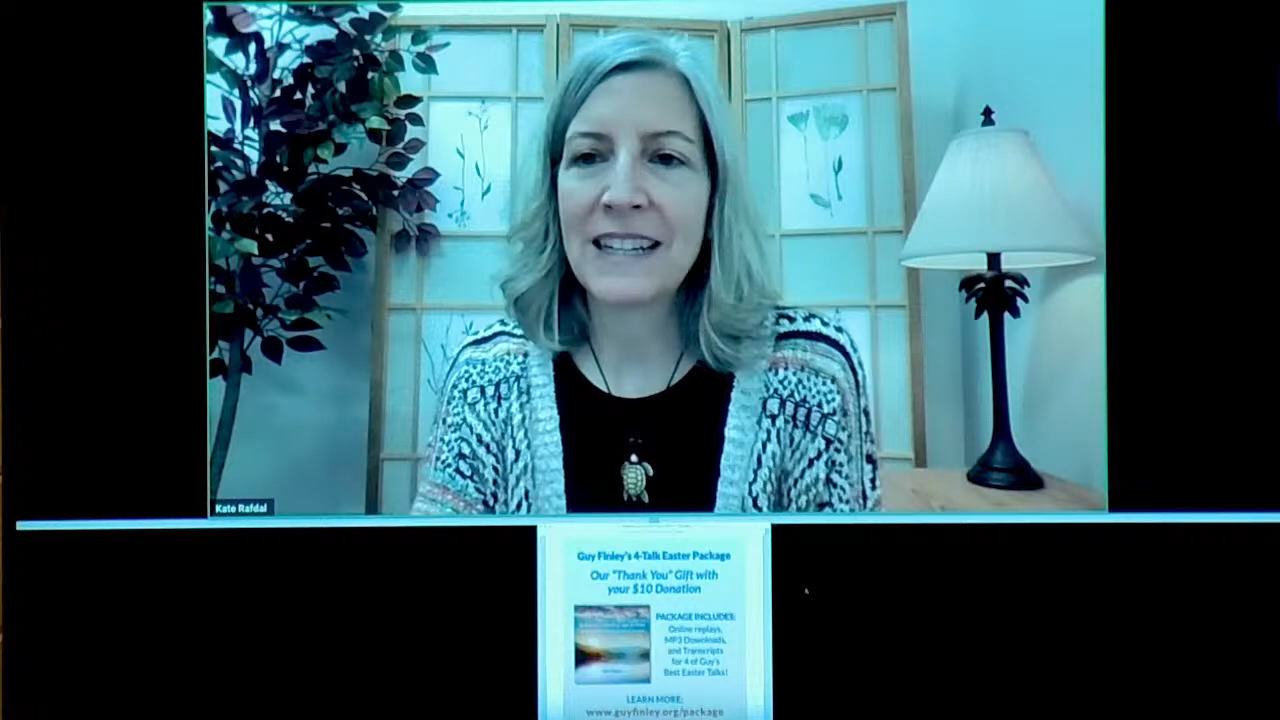 Kate Rafdal
Guy Finley's 4-Talk Easter Package
Our "Thank You" Gift with
your $10 Donation
PACKAGE INCLUDES:
Online replays,
MP3 Downloads,
and Transcripts
for 4 of Guy's
Best Easter Talks!
LEARN MORE:
www.guyfinley.org/package